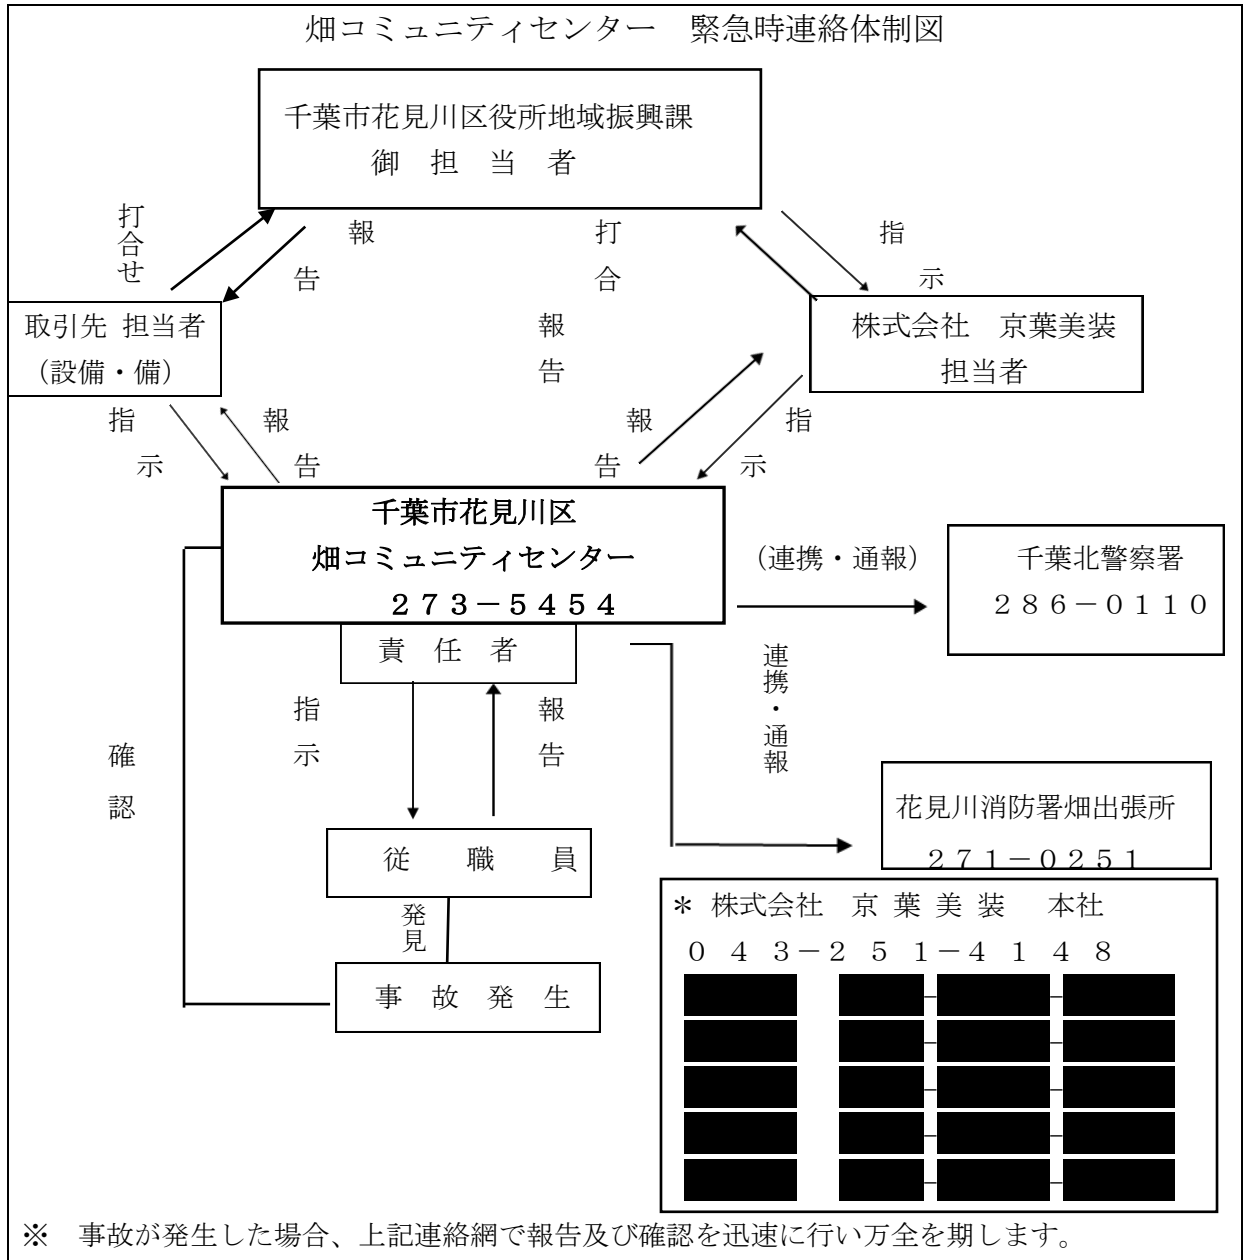 畑コミュニティセンター　緊急時連絡体制図
千葉市花見川区役所地域振興課
御　担　当　者
打合せ
報告
打合
報告
指示
取引先 担当者
（設備・備）
株式会社　京葉美装
担当者
指示
報告
報告
指示
千葉市花見川区
畑コミュニティセンター
２７３－５４５４
（連携・通報）
千葉北警察署
２８６－０１１０
責　任　者
連携・通報
指示
報告
確認
花見川消防署畑出張所
２７１－０２５１
従　職　員
発見
事　故　発　生
＊ 株式会社　京 葉 美 装　本社
０ ４ ３－２ ５ １－４ １ ４ ８
※　事故が発生した場合、上記連絡網で報告及び確認を迅速に行い万全を期します。